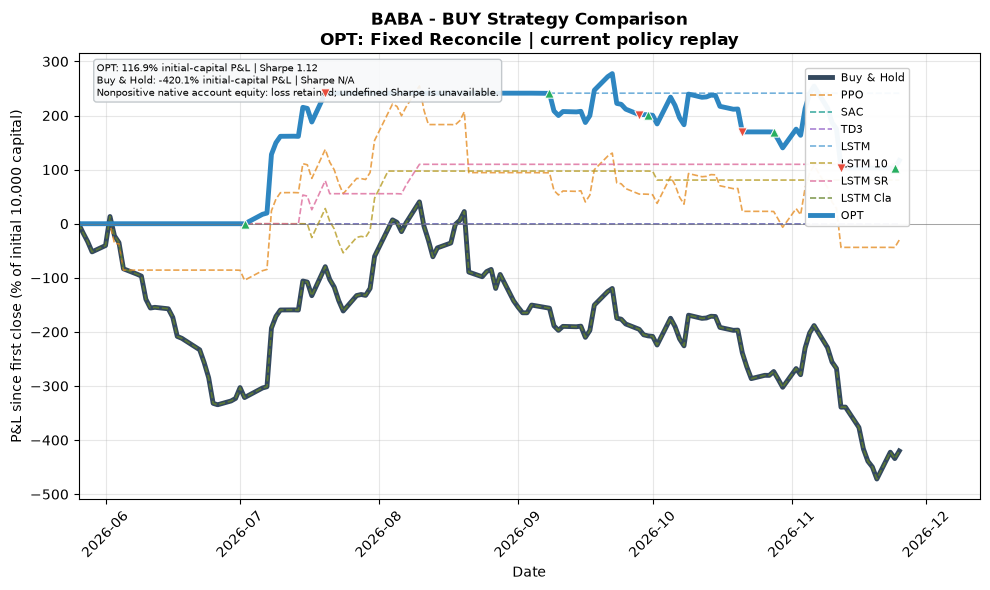 BABA - BUY Strategy Comparison
OPT: Fixed Reconcile | current policy replay
OPT: 116.9% initial-capital P&L | Sharpe 1.12
Buy & Hold: -420.1% initial-capital P&L | Sharpe N/A
Nonpositive native account equity: loss retained; undefined Sharpe is unavailable.
Buy & Hold
PPO
SAC
TD3
LSTM
LSTM 10
LSTM SR
LSTM Cla
OPT
P&L since first close (% of initial 10,000 capital)
300
200
100
0
−100
−200
−300
−400
−500
2026-06
2026-07
2026-08
2026-09
2026-10
2026-11
2026-12
Date